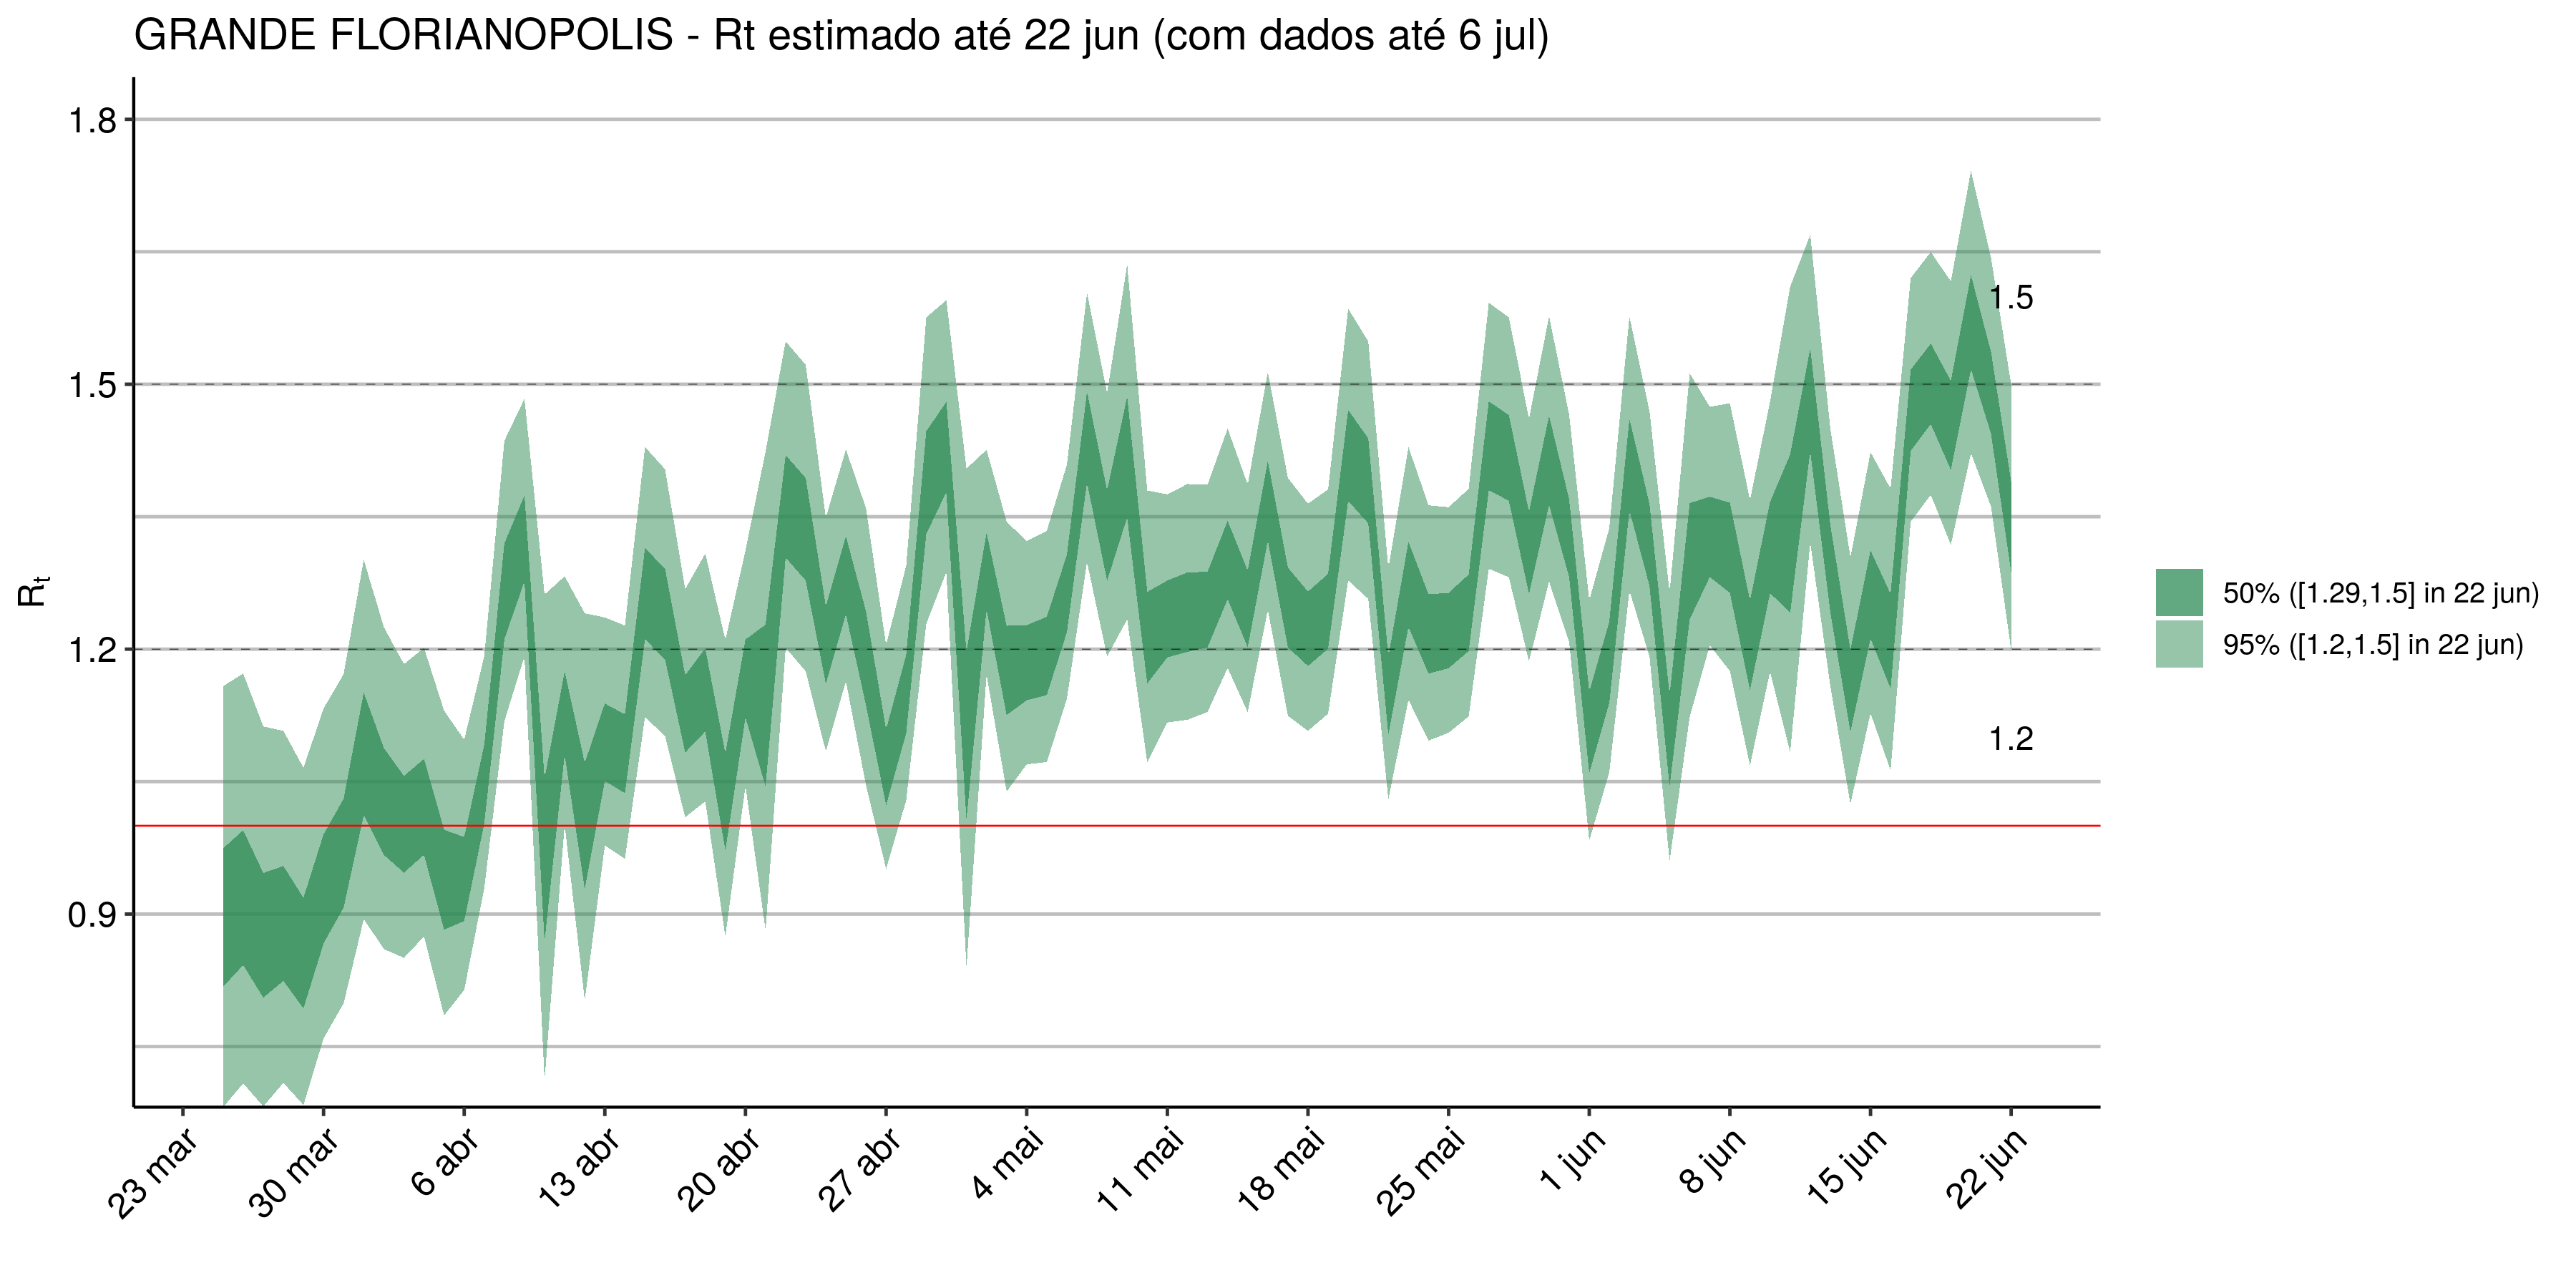 GRANDE FLORIANOPOLIS - Rt estimado até 22 jun (com dados até 6 jul)
1.8
1.5
1.2
0.9
Rt
1.5
1.2
50% ([1.29,1.5] in 22 jun)
95% ([1.2,1.5] in 22 jun)
23 mar
30 mar
6 abr
13 abr
20 abr
27 abr
4 mai
11 mai
18 mai
25 mai
1 jun
8 jun
15 jun
22 jun